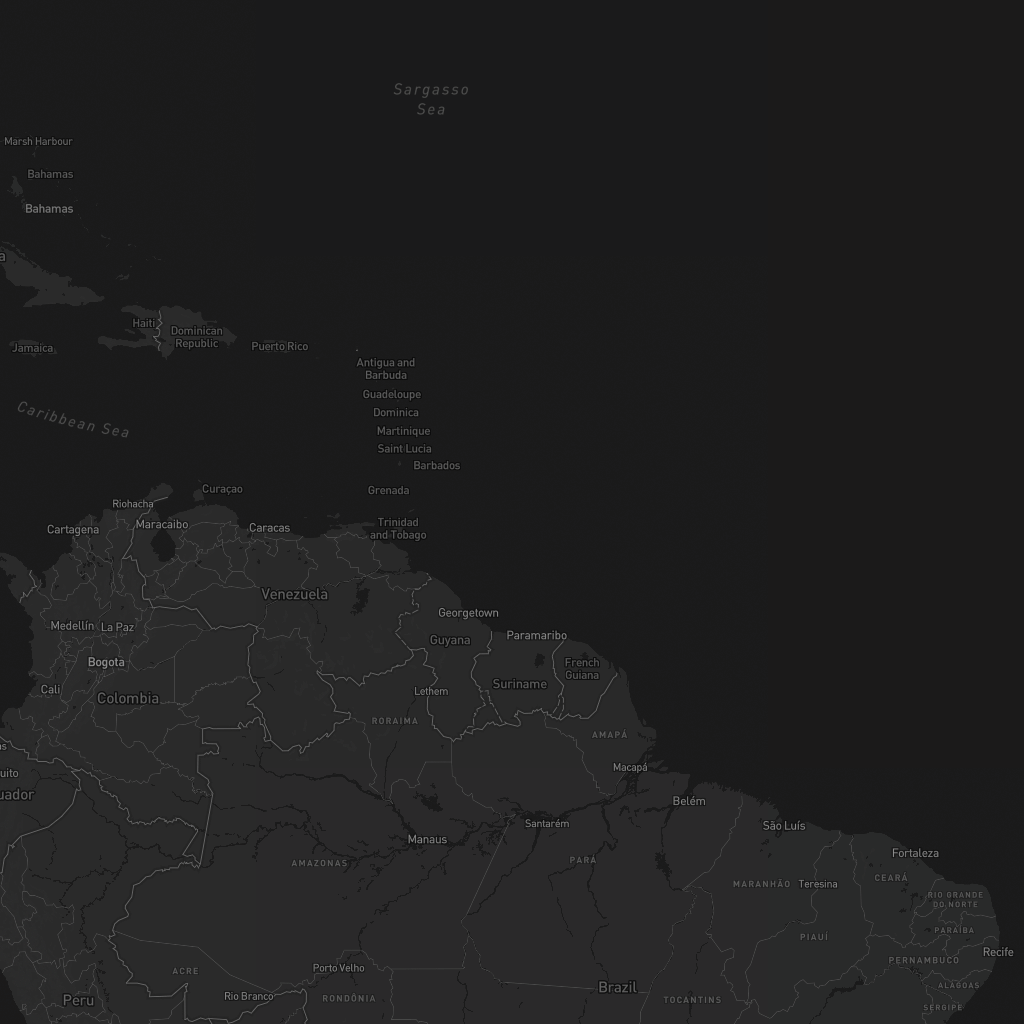 Sargasso
Sea
Marsh Harbour
Bahamas
Bahamas
a
Haiti
Dominican
Republic
Jamaica
Puerto Rico
Antigua and
Barbuda
Guadeloupe
Dominica
Caribbean Sea
Martinique
Saint Lucia
Barbados
Curaçao
Grenada
Riohacha
Cartagena
Maracaibo
Caracas
Trinidad
and Tobago
Venezuela
Georgetown
Medellín
La Paz
Guyana
Paramaribo
Bogota
French
Guiana
Cali
Colombia
Lethem
Suriname
RORAIMA
AMAPÁ
as
uito
Macapá
uador
Belém
Santarém
São Luís
Manaus
Fortaleza
AMAZONAS
PARÁ
MARANHÃO
Teresina
CEARÁ
RIO GRANDE
DO NORTE
PIAUÍ
PARAÍBA
Recife
PERNAMBUCO
ACRE
Porto Velho
ALAGOAS
Peru
Rio Branco
RONDÔNIA
Brazil
TOCANTINS
SERGIPE